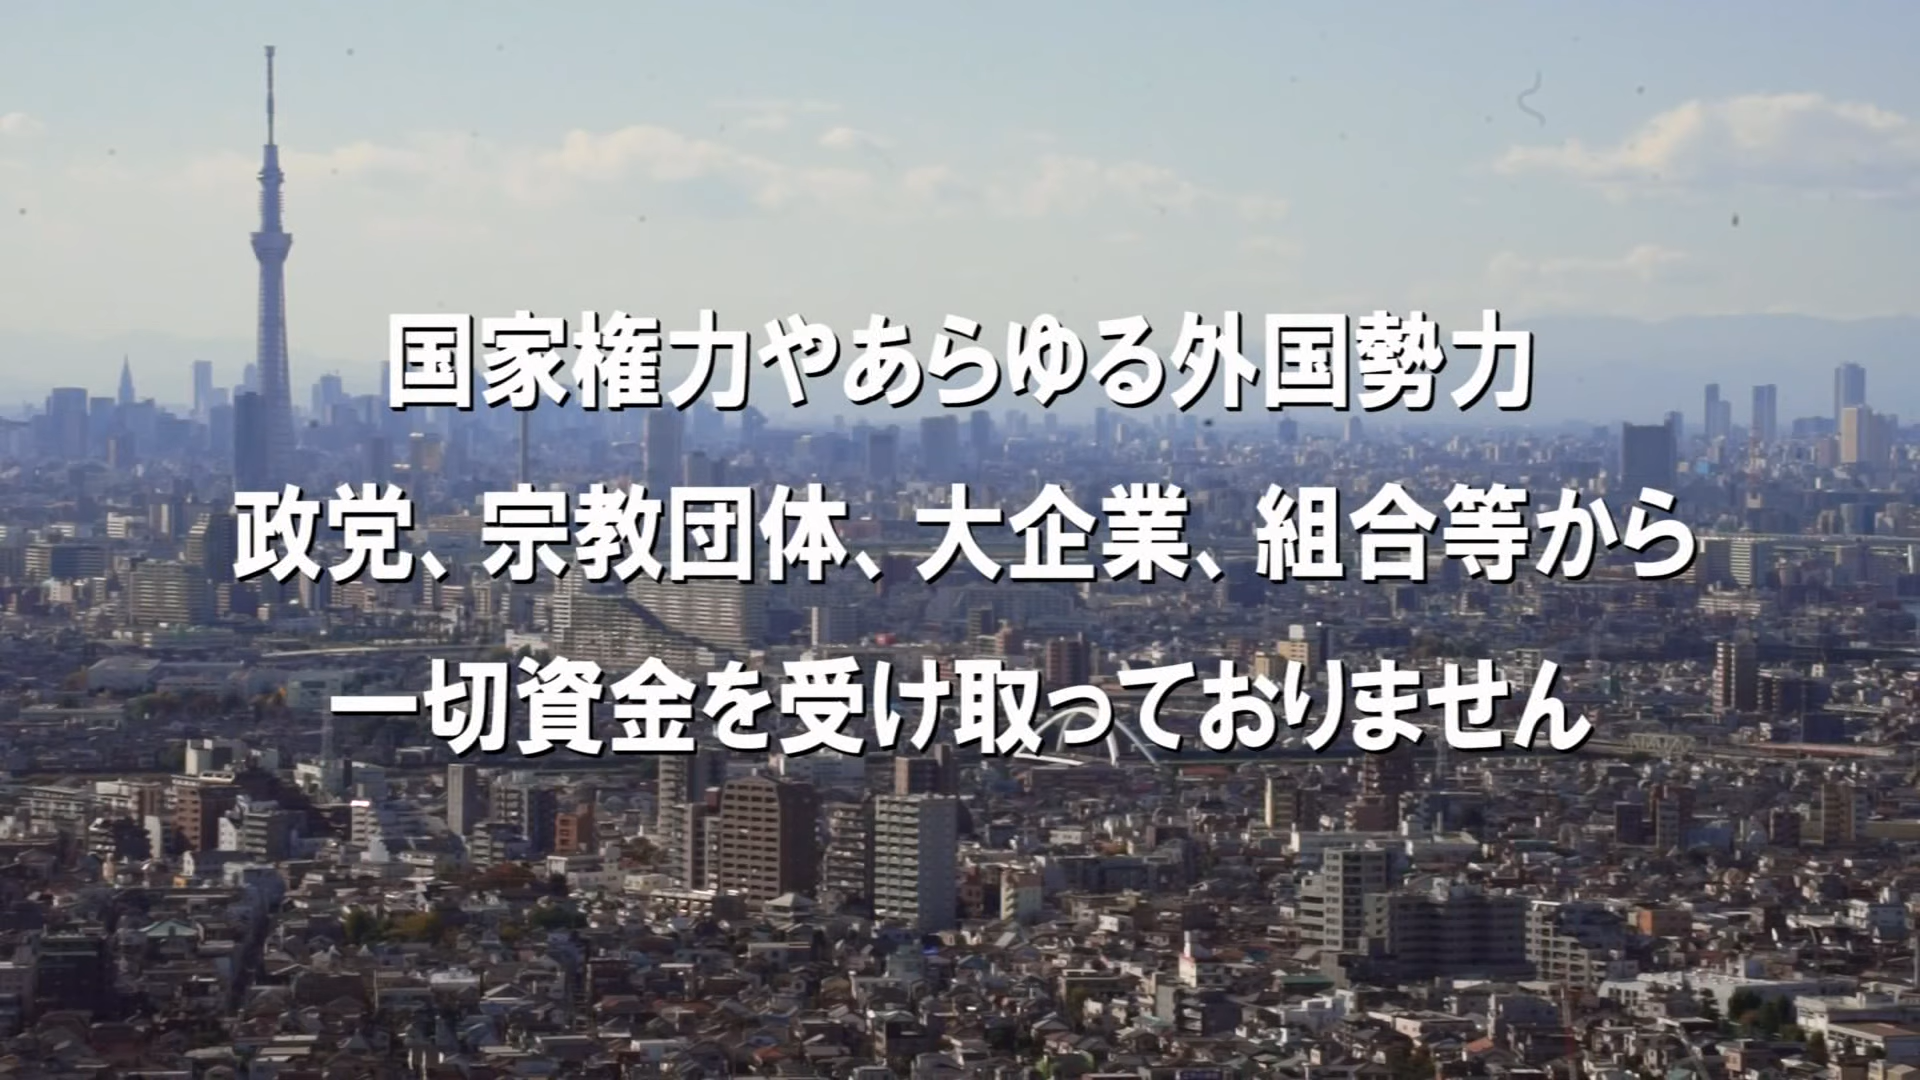 国家権力やあらゆる外国勢力
政党、宗教団体、大企業、組合等から
一切資金を受け取っておりません